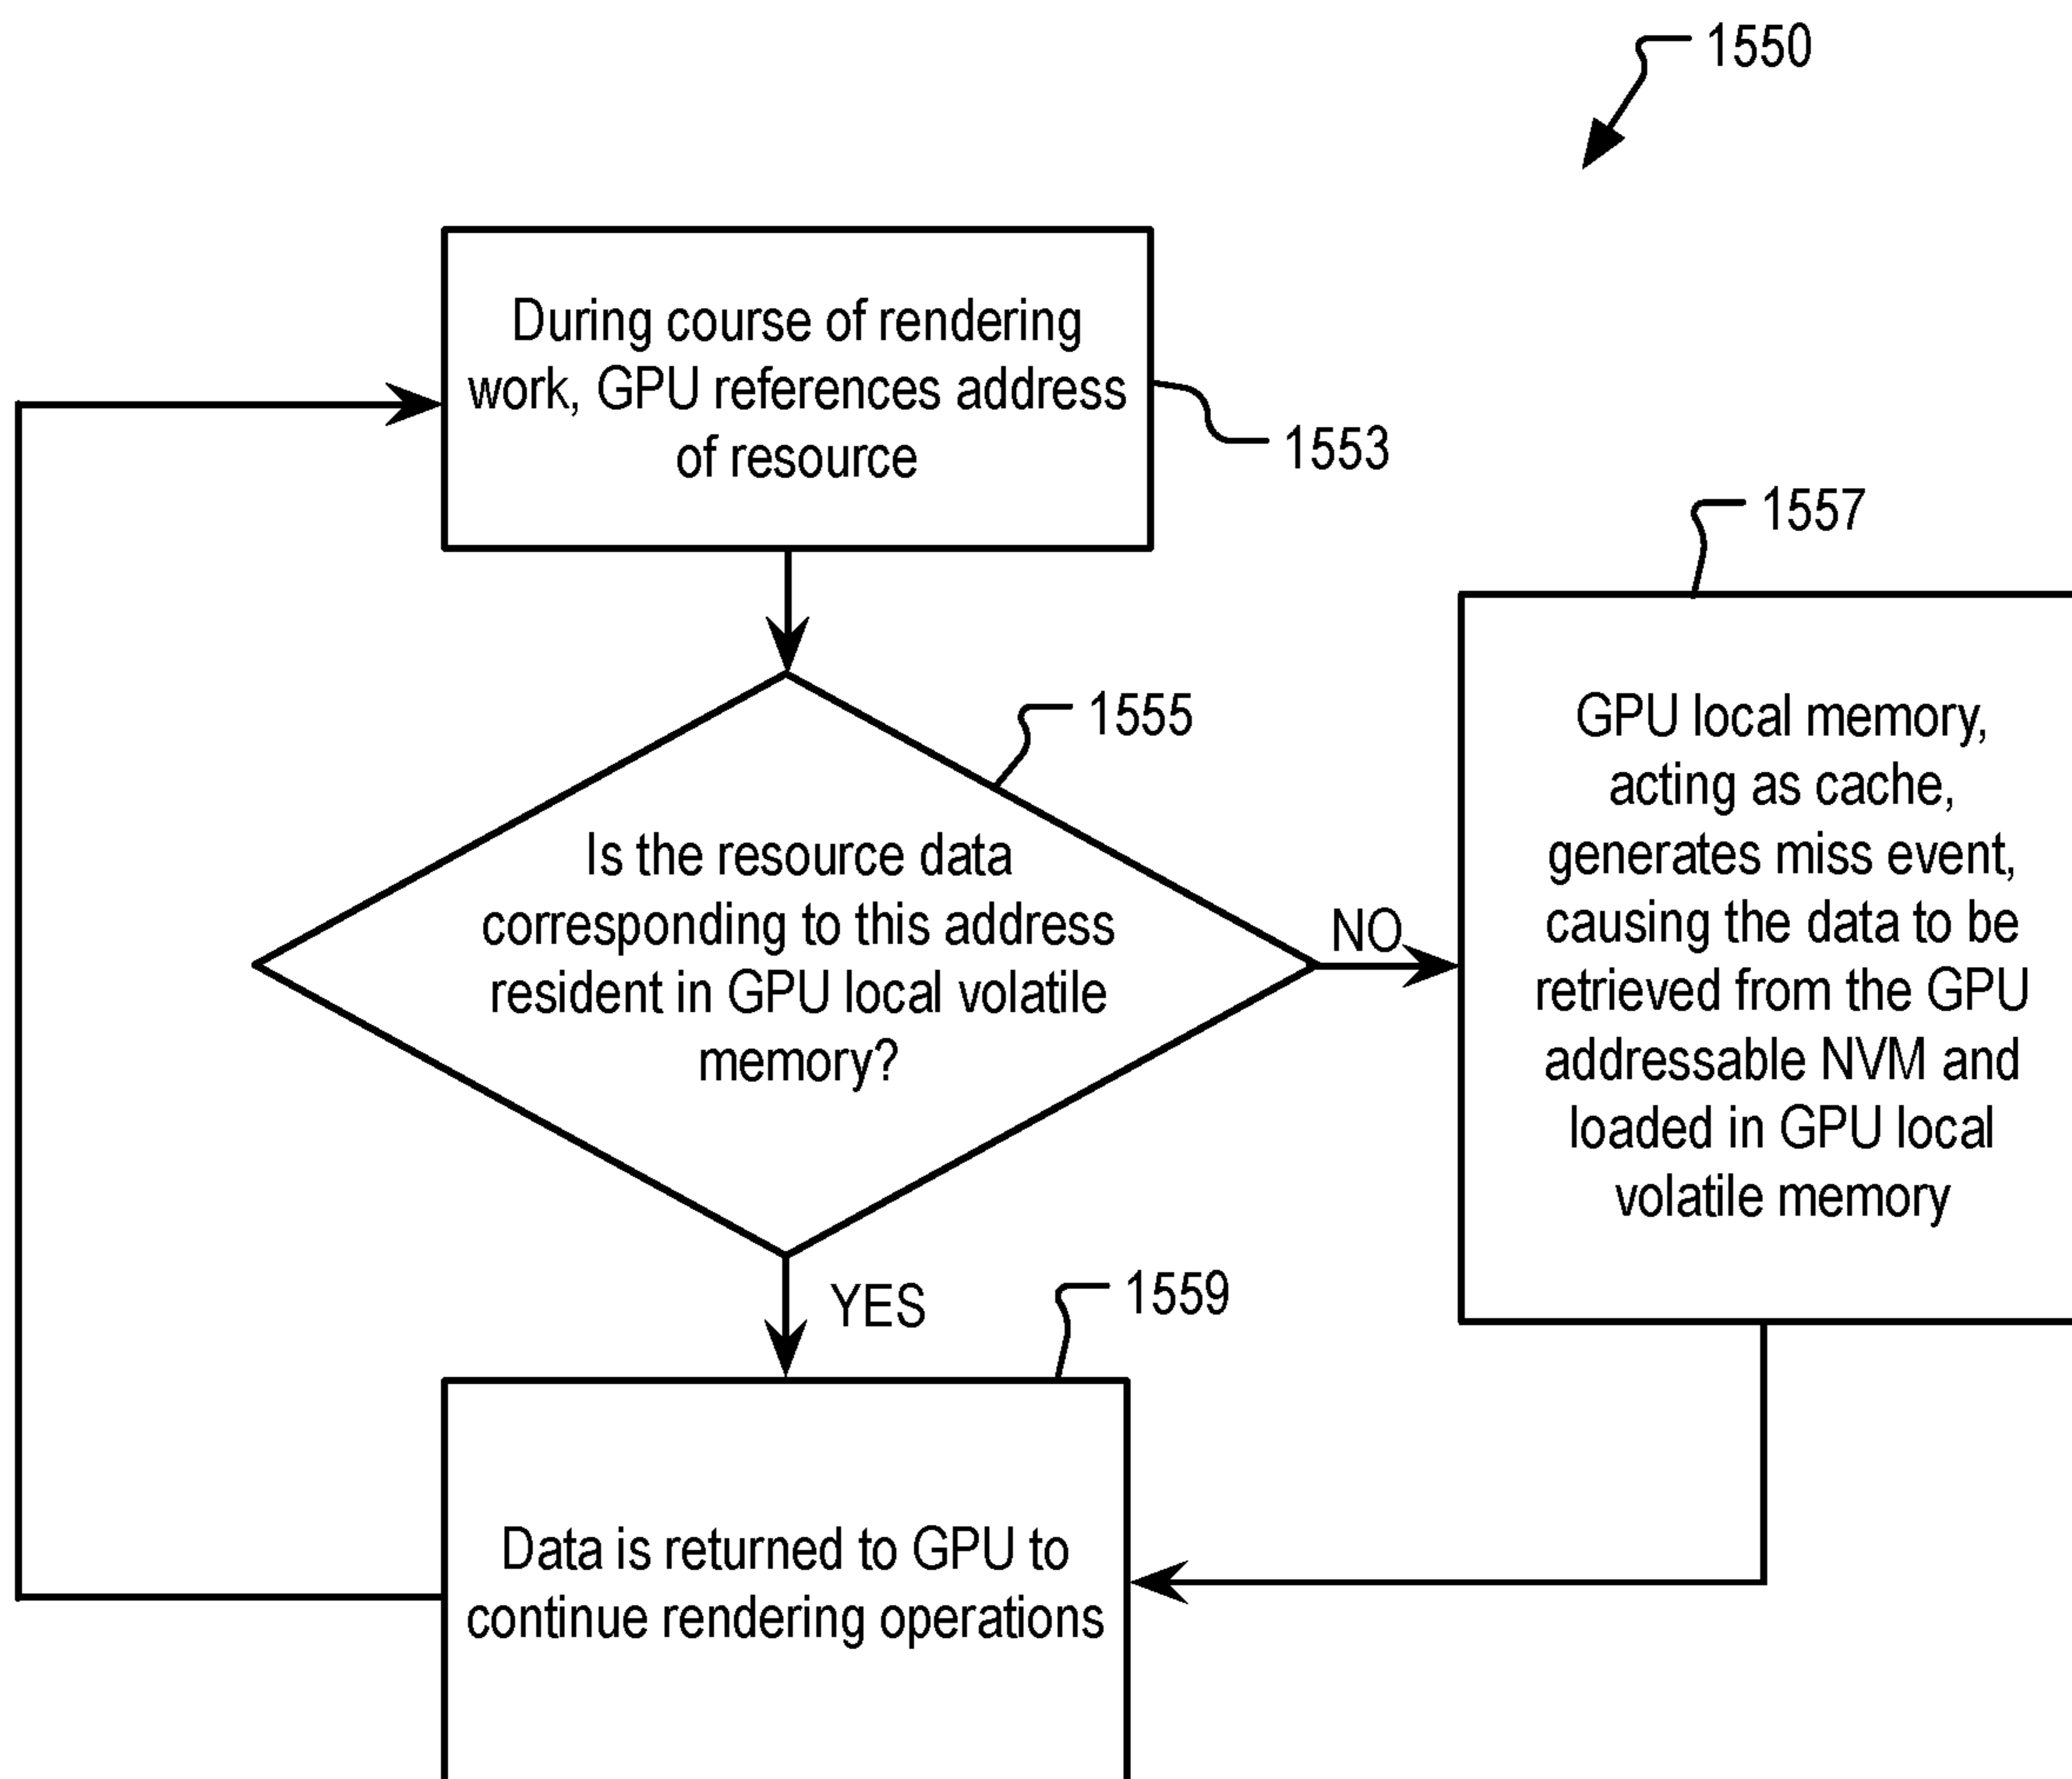 1550
During course of rendering
work, GPU references address
of resource
1553
1555
Is the resource data
corresponding to this address
resident in GPU local volatile
memory?
NO
1557
GPU local memory,
acting as cache,
generates miss event,
causing the data to be
retrieved from the GPU
addressable NVM and
loaded in GPU local
volatile memory
YES
1559
Data is returned to GPU to
continue rendering operations